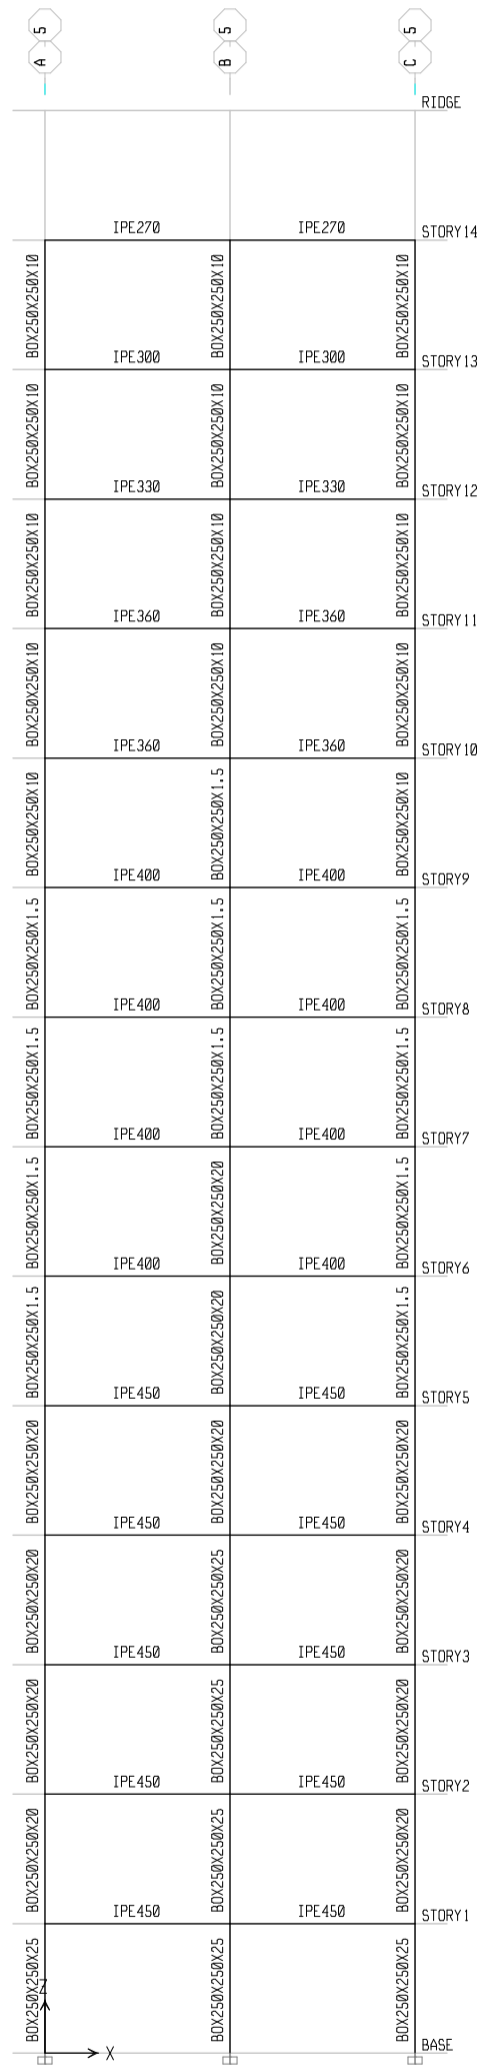 5 5 5
A B C
RIDGE
IPE270 IPE270 STORY14
BOX250X250X10 BOX250X250X10 BOX250X250X10
IPE300 IPE300 STORY13
BOX250X250X10 BOX250X250X10 BOX250X250X10
IPE330 IPE330 STORY12
BOX250X250X10 BOX250X250X10 BOX250X250X10
IPE360 IPE360 STORY11
BOX250X250X10 BOX250X250X10 BOX250X250X10
IPE360 IPE360 STORY10
BOX250X250X10 BOX250X250X1.5 BOX250X250X10
IPE400 IPE400 STORY9
BOX250X250X1.5 BOX250X250X1.5 BOX250X250X1.5
IPE400 IPE400 STORY8
BOX250X250X1.5 BOX250X250X1.5 BOX250X250X1.5
IPE400 IPE400 STORY7
BOX250X250X1.5 BOX250X250X20 BOX250X250X1.5
IPE400 IPE400 STORY6
BOX250X250X1.5 BOX250X250X20 BOX250X250X1.5
IPE450 IPE450 STORY5
BOX250X250X20 BOX250X250X20 BOX250X250X20
IPE450 IPE450 STORY4
BOX250X250X20 BOX250X250X25 BOX250X250X20
IPE450 IPE450 STORY3
BOX250X250X20 BOX250X250X25 BOX250X250X20
IPE450 IPE450 STORY2
BOX250X250X20 BOX250X250X25 BOX250X250X20
IPE450 IPE450 STORY1
BOX250X250X25 BOX250X250X25 BOX250X250X25
Z
X
BASE